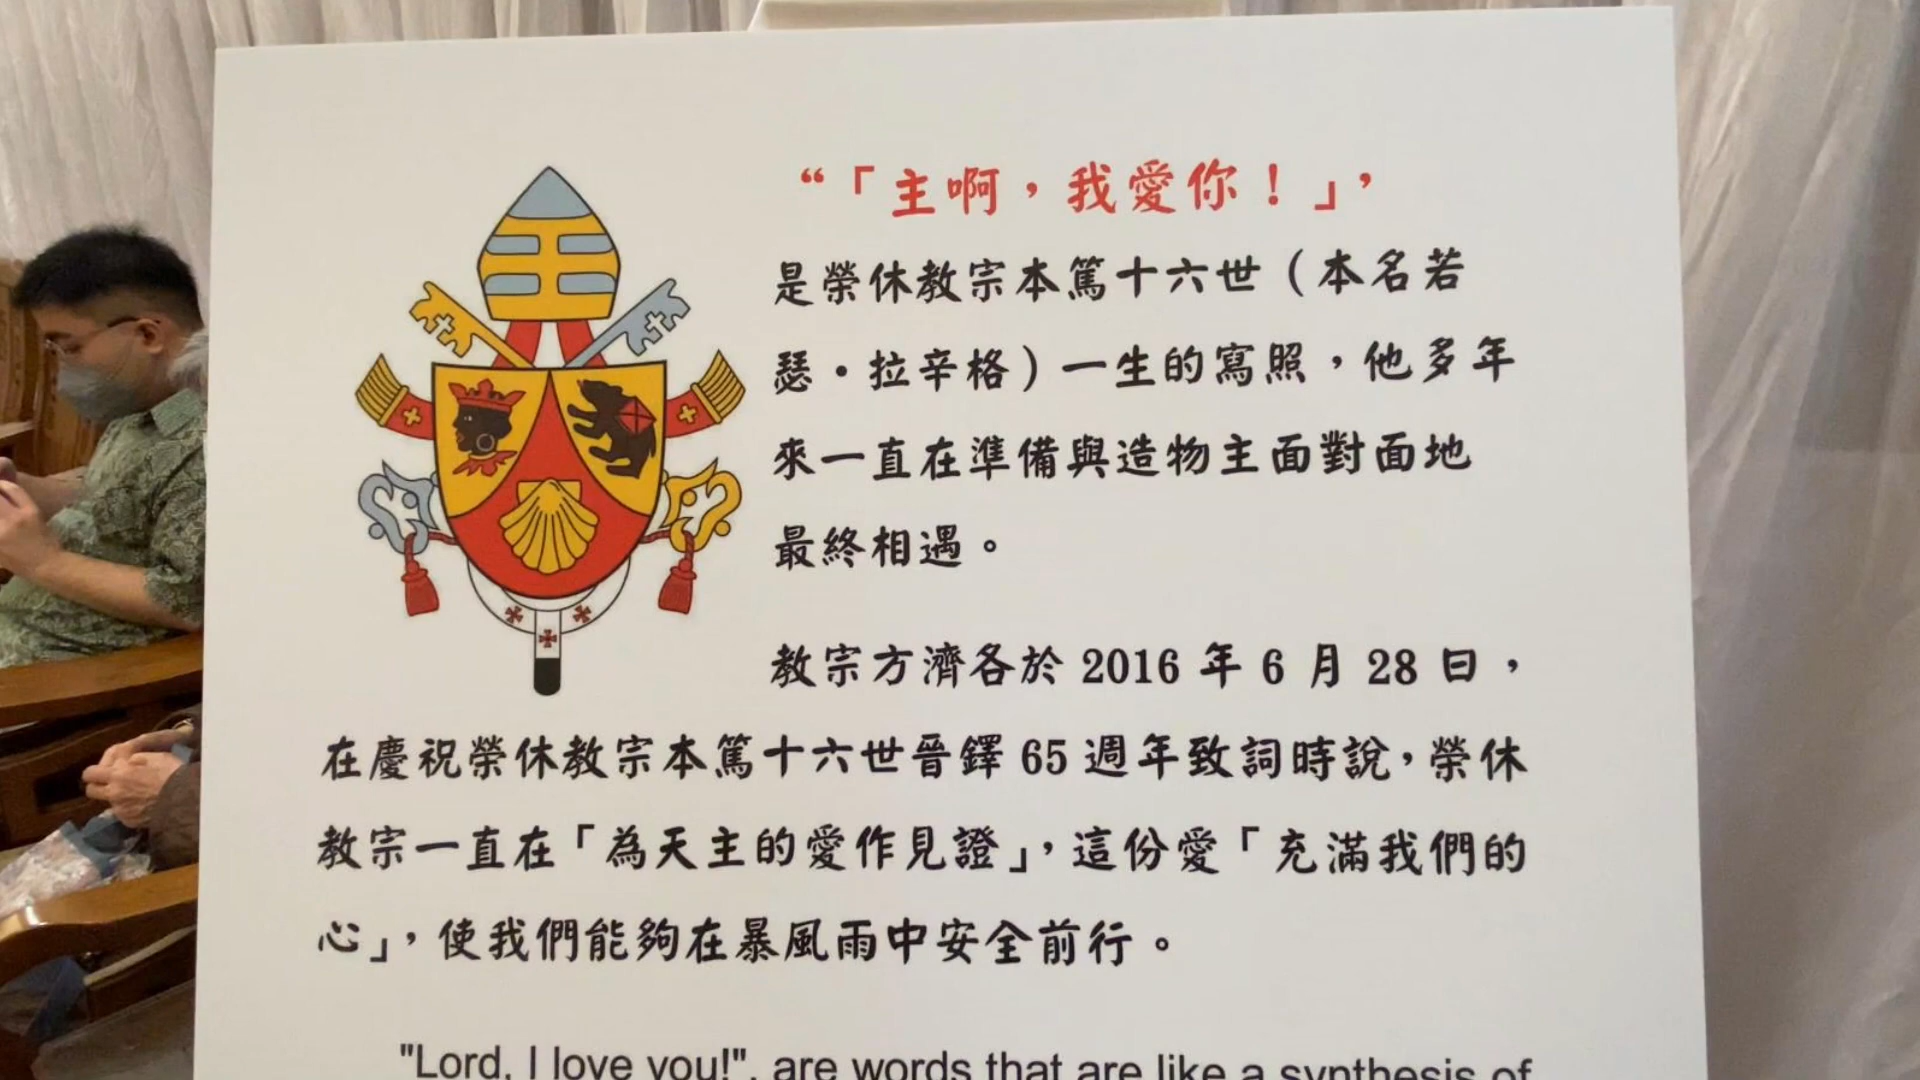 “「主啊，我愛你！」，
是榮休教宗本篤十六世（本名若
瑟·拉辛格）一生的寫照，他多年
來一直在準備與造物主面對面地
最終相遇。
教宗方濟各於 2016 年 6 月 28 日，
在慶祝榮休教宗本篤十六世晉鐸 65 週年致詞時說，榮休
教宗一直在「為天主的愛作見證」，這份愛「充滿我們的
心」，使我們能夠在暴風雨中安全前行。
"Lord, I love you!", are words that are like a synthesis of